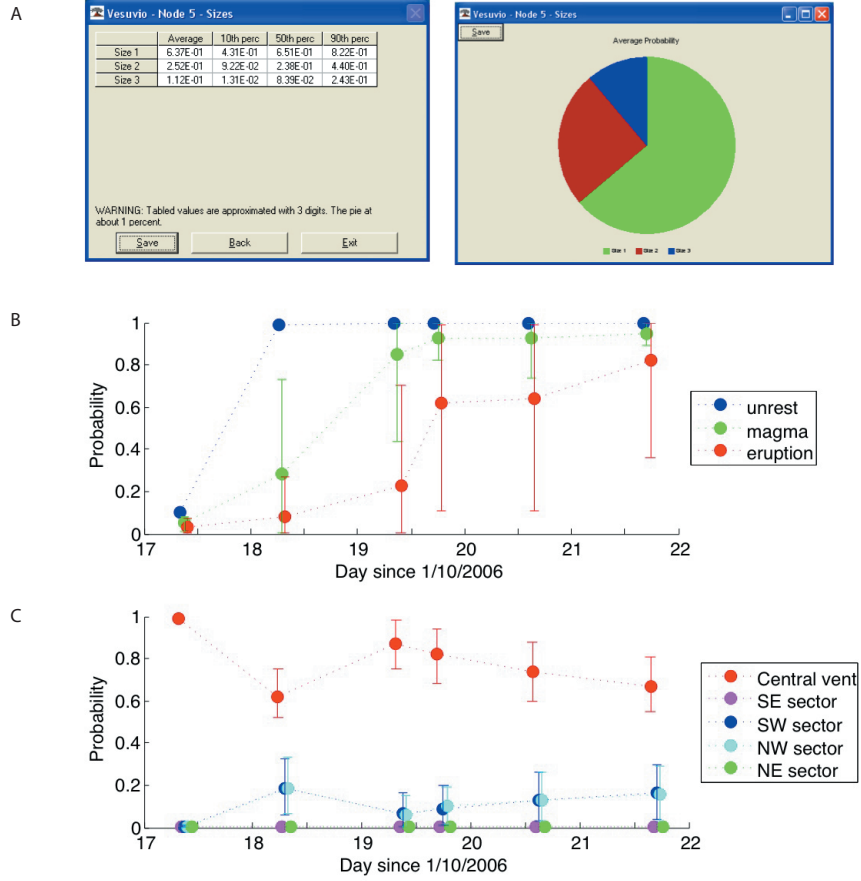 A
Vesuvio - Node 5 - Sizes
Average 10th perc 50th perc 90th perc
Size 1 6.37E-01 4.31E-01 6.51E-01 8.22E-01
Size 2 2.52E-01 9.22E-02 2.38E-01 4.40E-01
Size 3 1.12E-01 1.31E-02 8.39E-02 2.43E-01
WARNING: Tabled values are approximated with 3 digits. The pie at
about 1 percent.
Save Back Exit
Vesuvio - Node 5 - Sizes
Save
Average Probability
Size 1 Size 2 Size 3
B
Probability
1
0.8
0.6
0.4
0.2
0
17 18 19 20 21 22
Day since 1/10/2006
unrest
magma
eruption
C
Probability
1
0.8
0.6
0.4
0.2
0
17 18 19 20 21 22
Day since 1/10/2006
Central vent
SE sector
SW sector
NW sector
NE sector